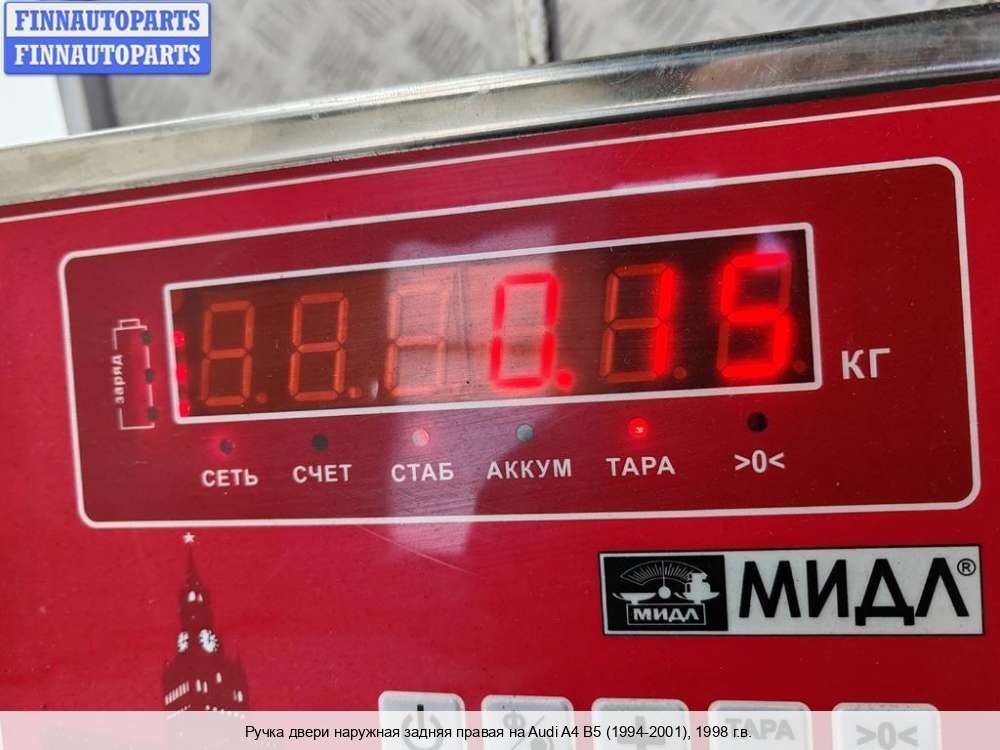 FINNAUTOPARTS
FINNAUTOPARTS
заряд
0.15
КГ
СЕТЬ СЧЕТ СТАБ АККУМ ТАРА >0<
МИДЛ
МИДЛ®
ТАРА >0<
Ручка двери наружная задняя правая на Audi A4 B5 (1994-2001), 1998 г.в.